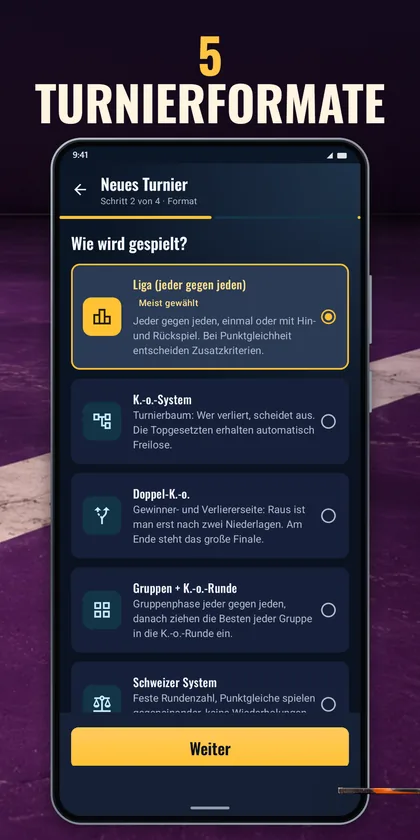 5
TURNIERFORMATE
9:41
Neues Turnier
Schritt 2 von 4 · Format
Wie wird gespielt?
Liga (jeder gegen jeden)
Meist gewählt
Jeder gegen jeden, einmal oder mit Hin-
und Rückspiel. Bei Punktgleichheit
entscheiden Zusatzkriterien.
K.-o.-System
Turnierbaum: Wer verliert, scheidet aus.
Die Topgesetzten erhalten automatisch
Freilose.
Doppel-K.-o.
Gewinner- und Verliererseite: Raus ist
man erst nach zwei Niederlagen. Am
Ende steht das große Finale.
Gruppen + K.-o.-Runde
Gruppenphase jeder gegen jeden,
danach ziehen die Besten jeder Gruppe
in die K.-o.-Runde ein.
Schweizer System
Feste Rundenzahl, Punktgleiche spielen
gegeneinander, keine Wiederholungen
Weiter